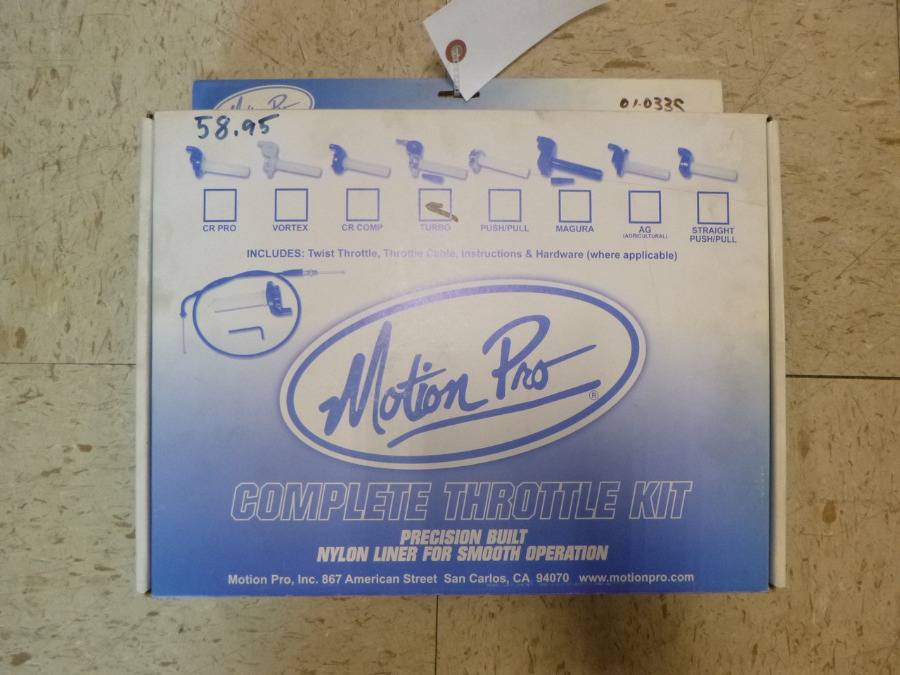 01-0335
58.95
CR PRO
VORTEX
CR COMP
TURBO
PUSH/PULL
MAGURA
AG
(AGRICULTURAL)
STRAIGHT
PUSH/PULL
INCLUDES: Twist Throttle, Throttle Cable, Instructions & Hardware (where applicable)
Motion Pro
®
COMPLETE THROTTLE KIT
PRECISION BUILT
NYLON LINER FOR SMOOTH OPERATION
Motion Pro, Inc. 867 American Street San Carlos, CA 94070 www.motionpro.com